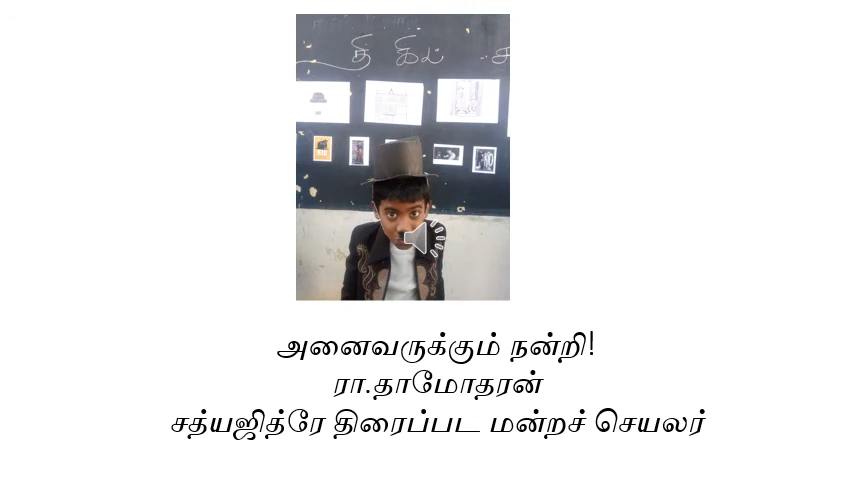 தி கில்
அனைவருக்கும் நன்றி!
ரா.தாமோதரன்
சத்யஜித்ரே திரைப்பட மன்றச் செயலர்